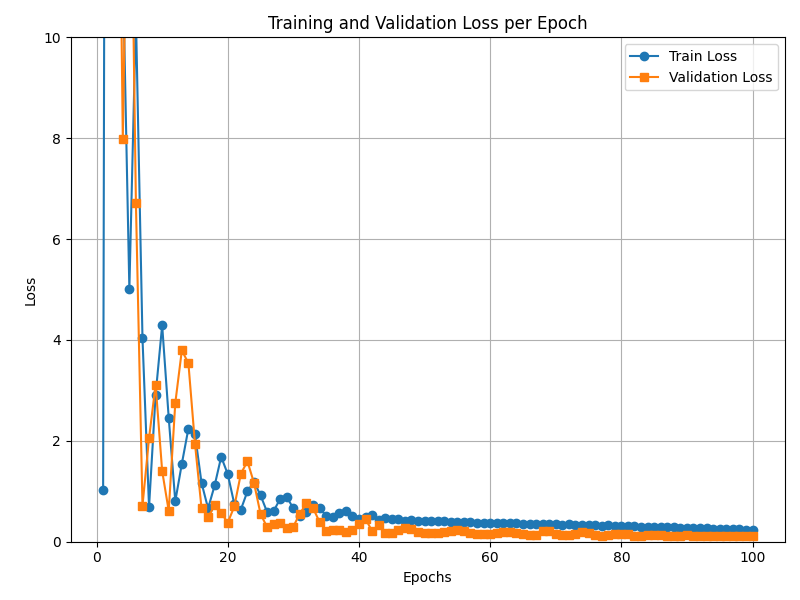 Training and Validation Loss per Epoch
Train Loss
Validation Loss
Loss
10
8
6
4
2
0
0 20 40 60 80 100
Epochs